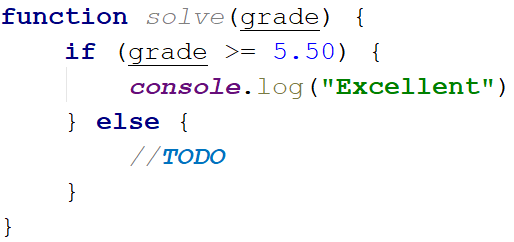 function solve(grade) {
    if (grade >= 5.50) {
        console.log("Excellent")
    } else {
        //TODO
    }
}